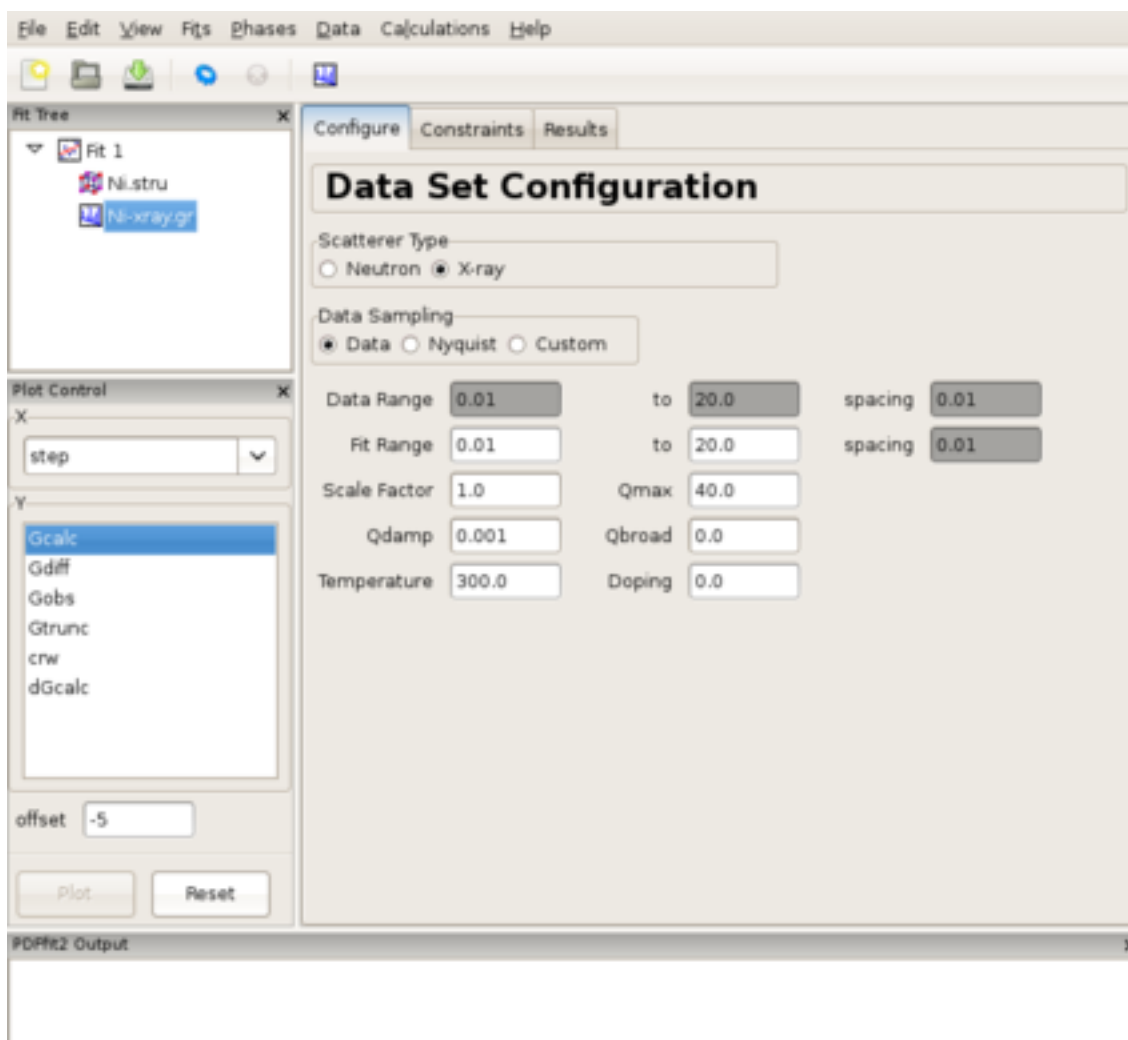 File Edit View Fits Phases Data Calculations Help
Fit Tree x
Fit 1
Ni.stru
Ni-xray.gr
Plot Control x
X
step
Y
Gcalc
Gdiff
Gobs
Gtrunc
crw
dGcalc
offset -5
Plot Reset
Configure Constraints Results
Data Set Configuration
Scatterer Type
Neutron X-ray
Data Sampling
Data Nyquist Custom
Data Range 0.01 to 20.0 spacing 0.01
Fit Range 0.01 to 20.0 spacing 0.01
Scale Factor 1.0 Qmax 40.0
Qdamp 0.001 Qbroad 0.0
Temperature 300.0 Doping 0.0
PDFfit2 Output